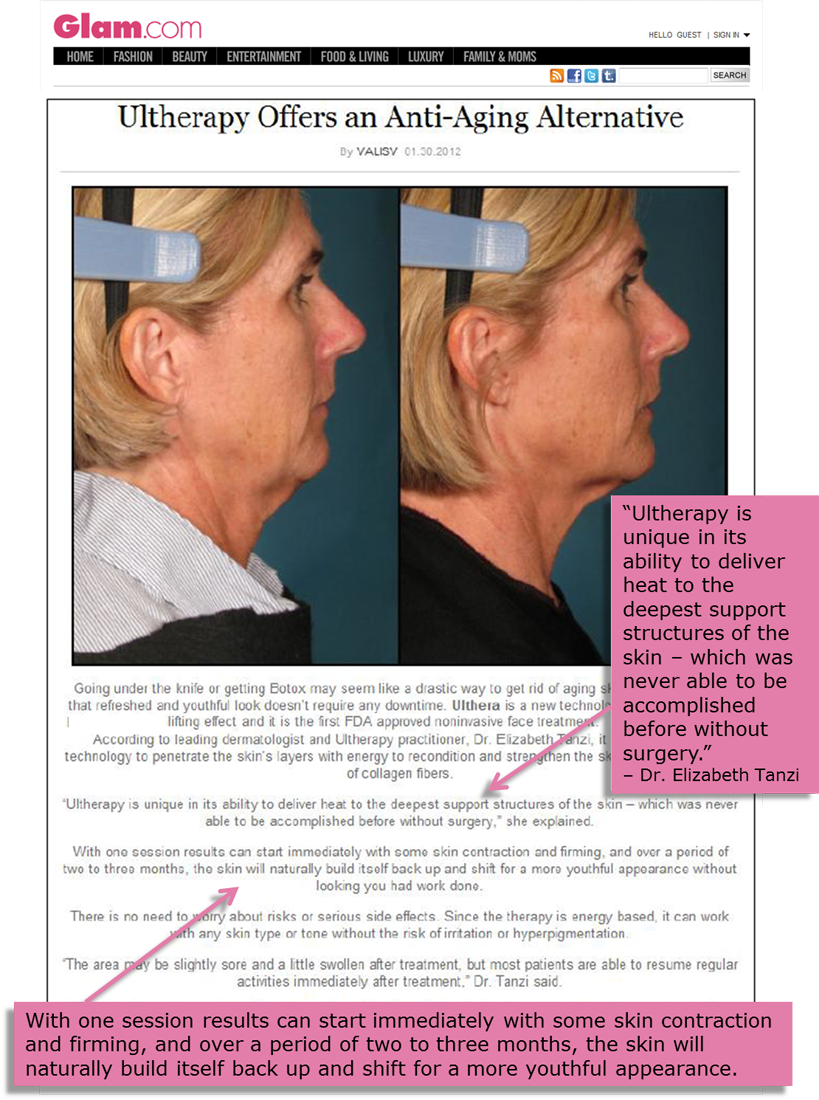 Glam.com
HELLO GUEST | SIGN IN
HOME FASHION BEAUTY ENTERTAINMENT FOOD & LIVING LUXURY FAMILY & MOMS
SEARCH
Ultherapy Offers an Anti-Aging Alternative
By VALISV 01.30.2012
Going under the knife or getting Botox may seem like a drastic way to get rid of aging
that refreshed and youthful look doesn't require any downtime. Ulthera is a new
lifting effect and it is the first FDA approved noninvasive face treatment.
According to leading dermatologist and Ultherapy practitioner, Dr. Elizabeth Tanzi, it
technology to penetrate the skin's layers with energy to recondition and strengthen the
of collagen fibers.
"Ultherapy is unique in its ability to deliver heat to the deepest support structures of the skin – which was never
able to be accomplished before without surgery," she explained.
With one session results can start immediately with some skin contraction and firming, and over a period of
two to three months, the skin will naturally build itself back up and shift for a more youthful appearance without
looking you had work done.
There is no need to worry about risks or serious side effects. Since the therapy is energy based, it can work
with any skin type or tone without the risk of irritation or hyperpigmentation.
"The area may be slightly sore and a little swollen after treatment, but most patients are able to resume regular
activities immediately after treatment," Dr. Tanzi said.
“Ultherapy is
unique in its
ability to deliver
heat to the
deepest support
structures of the
skin – which was
never able to be
accomplished
before without
surgery.”
– Dr. Elizabeth Tanzi
With one session results can start immediately with some skin contraction
and firming, and over a period of two to three months, the skin will
naturally build itself back up and shift for a more youthful appearance.